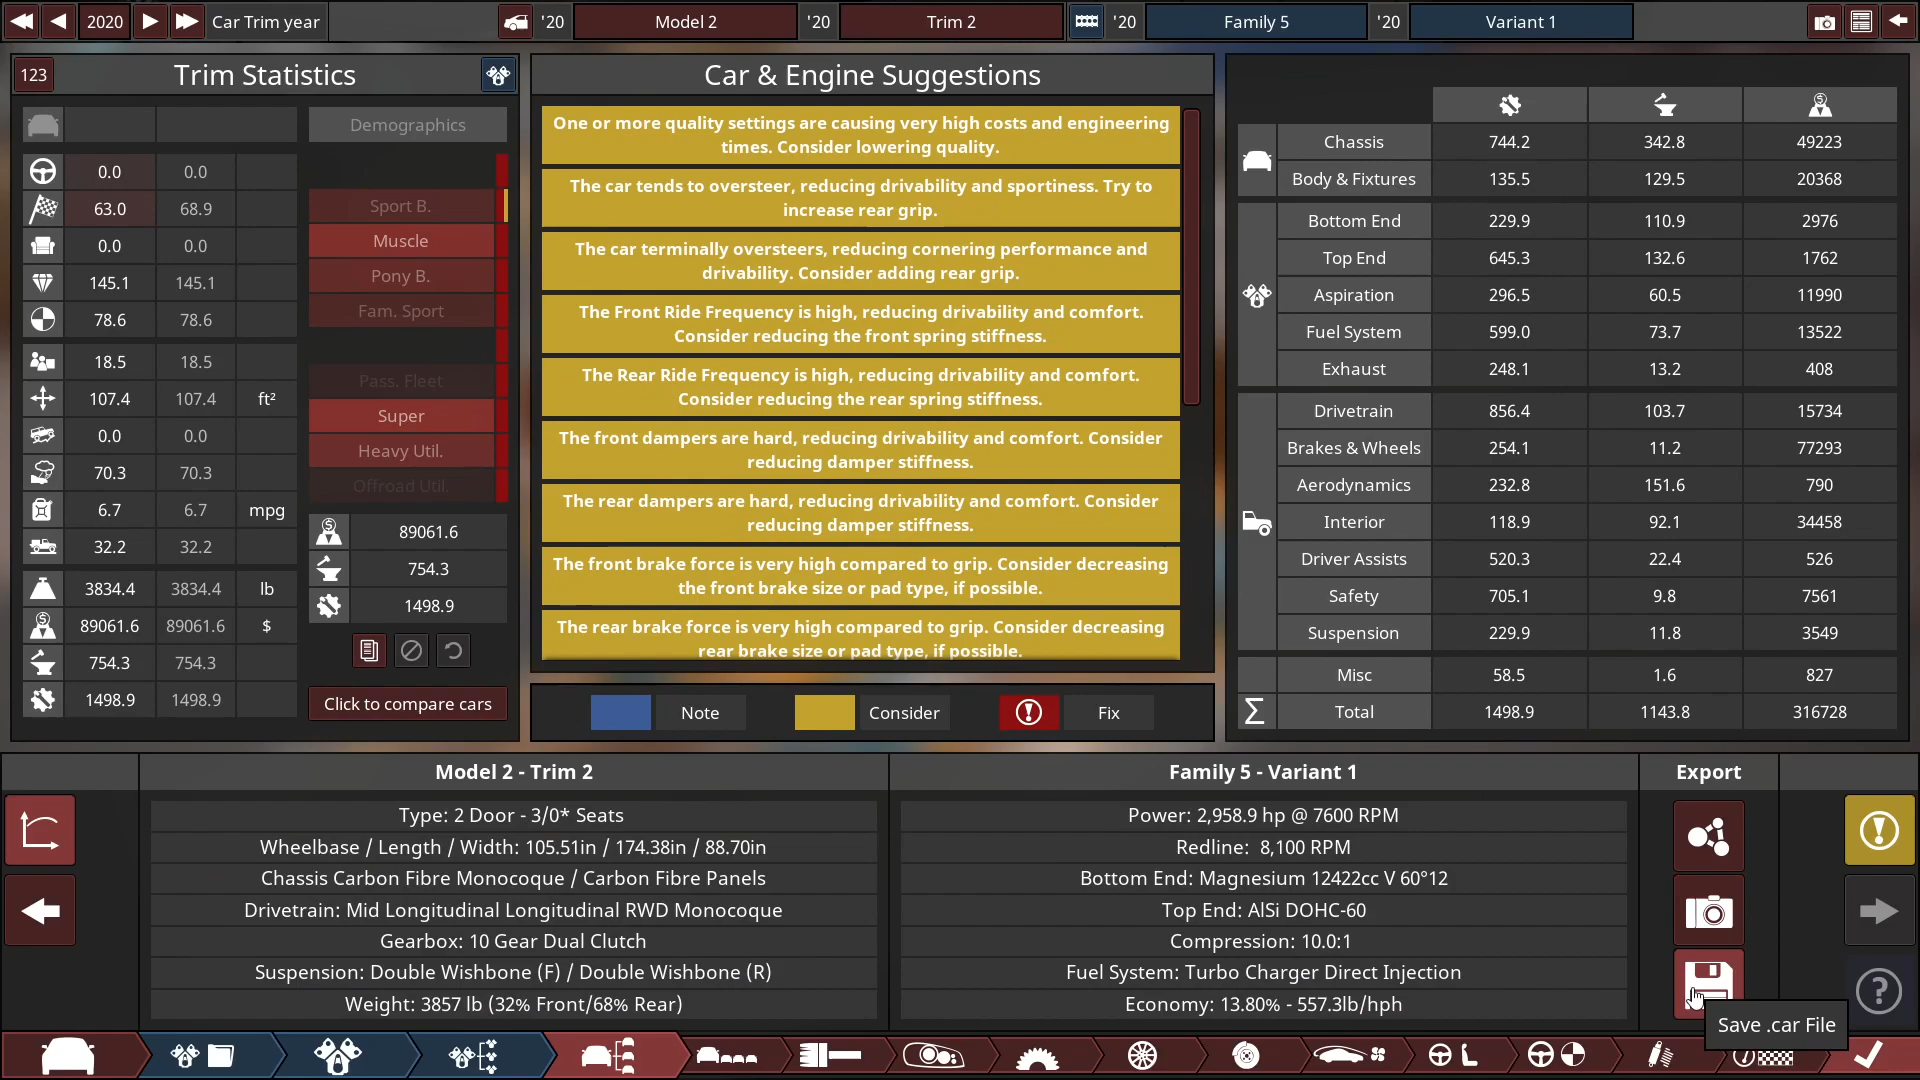 2020 Car Trim year '20 Model 2 '20 Trim 2 '20 Family 5 '20 Variant 1
123 Trim Statistics
Demographics
0.0 0.0
63.0 68.9
0.0 0.0
145.1 145.1
78.6 78.6
18.5 18.5
107.4 107.4 ft²
0.0 0.0
70.3 70.3
6.7 6.7 mpg
32.2 32.2
3834.4 3834.4 lb
89061.6 89061.6 $
754.3 754.3
1498.9 1498.9
Sport B.
Muscle
Pony B.
Fam. Sport
Pass. Fleet
Super
Heavy Util.
Offroad Util.
89061.6
754.3
1498.9
Click to compare cars
Car & Engine Suggestions
One or more quality settings are causing very high costs and engineering
times. Consider lowering quality.
The car tends to oversteer, reducing drivability and sportiness. Try to
increase rear grip.
The car terminally oversteers, reducing cornering performance and
drivability. Consider adding rear grip.
The Front Ride Frequency is high, reducing drivability and comfort.
Consider reducing the front spring stiffness.
The Rear Ride Frequency is high, reducing drivability and comfort.
Consider reducing the rear spring stiffness.
The front dampers are hard, reducing drivability and comfort. Consider
reducing damper stiffness.
The rear dampers are hard, reducing drivability and comfort. Consider
reducing damper stiffness.
The front brake force is very high compared to grip. Consider decreasing
the front brake size or pad type, if possible.
The rear brake force is very high compared to grip. Consider decreasing
rear brake size or pad type, if possible.
Note Consider Fix
Chassis 744.2 342.8 49223
Body & Fixtures 135.5 129.5 20368
Bottom End 229.9 110.9 2976
Top End 645.3 132.6 1762
Aspiration 296.5 60.5 11990
Fuel System 599.0 73.7 13522
Exhaust 248.1 13.2 408
Drivetrain 856.4 103.7 15734
Brakes & Wheels 254.1 11.2 77293
Aerodynamics 232.8 151.6 790
Interior 118.9 92.1 34458
Driver Assists 520.3 22.4 526
Safety 705.1 9.8 7561
Suspension 229.9 11.8 3549
Misc 58.5 1.6 827
Σ Total 1498.9 1143.8 316728
Model 2 - Trim 2
Type: 2 Door - 3/0* Seats
Wheelbase / Length / Width: 105.51in / 174.38in / 88.70in
Chassis Carbon Fibre Monocoque / Carbon Fibre Panels
Drivetrain: Mid Longitudinal Longitudinal RWD Monocoque
Gearbox: 10 Gear Dual Clutch
Suspension: Double Wishbone (F) / Double Wishbone (R)
Weight: 3857 lb (32% Front/68% Rear)
Family 5 - Variant 1
Power: 2,958.9 hp @ 7600 RPM
Redline: 8,100 RPM
Bottom End: Magnesium 12422cc V 60°12
Top End: AlSi DOHC-60
Compression: 10.0:1
Fuel System: Turbo Charger Direct Injection
Economy: 13.80% - 557.3lb/hph
Export
Save .car File